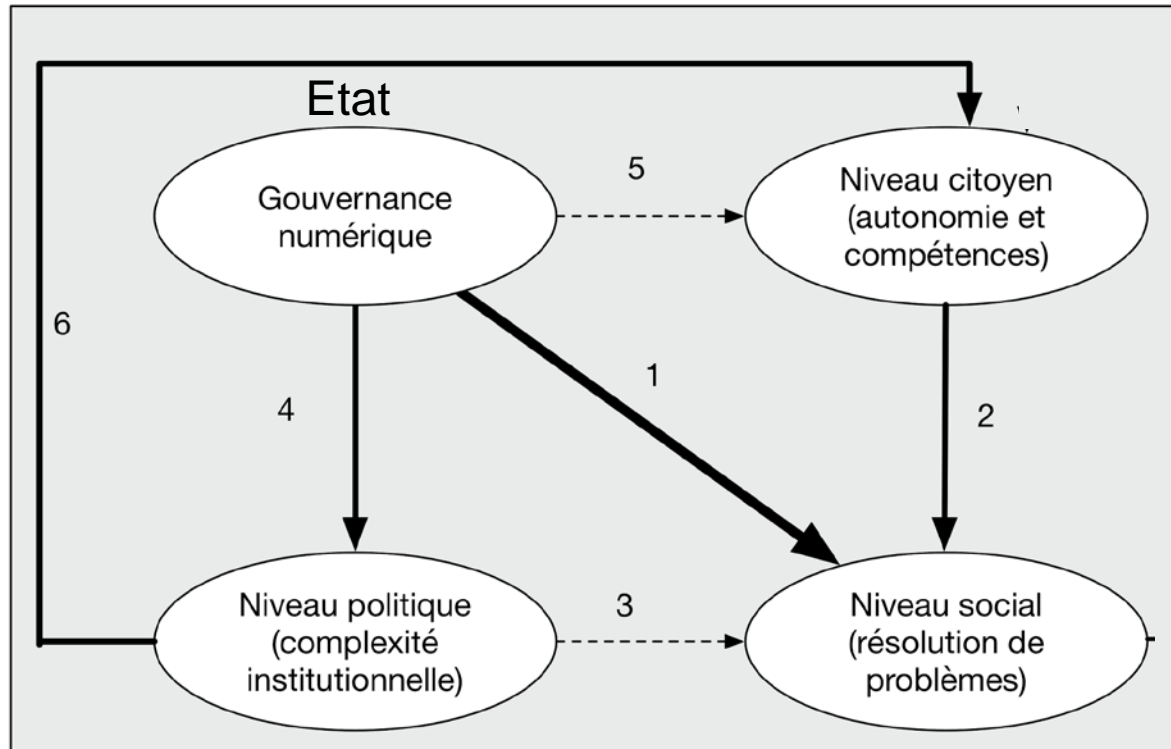 Etat
Gouvernance
numérique
5
Niveau citoyen
(autonomie et
compétences)
6
4
1
2
Niveau politique
(complexité
institutionnelle)
3
Niveau social
(résolution de
problèmes)